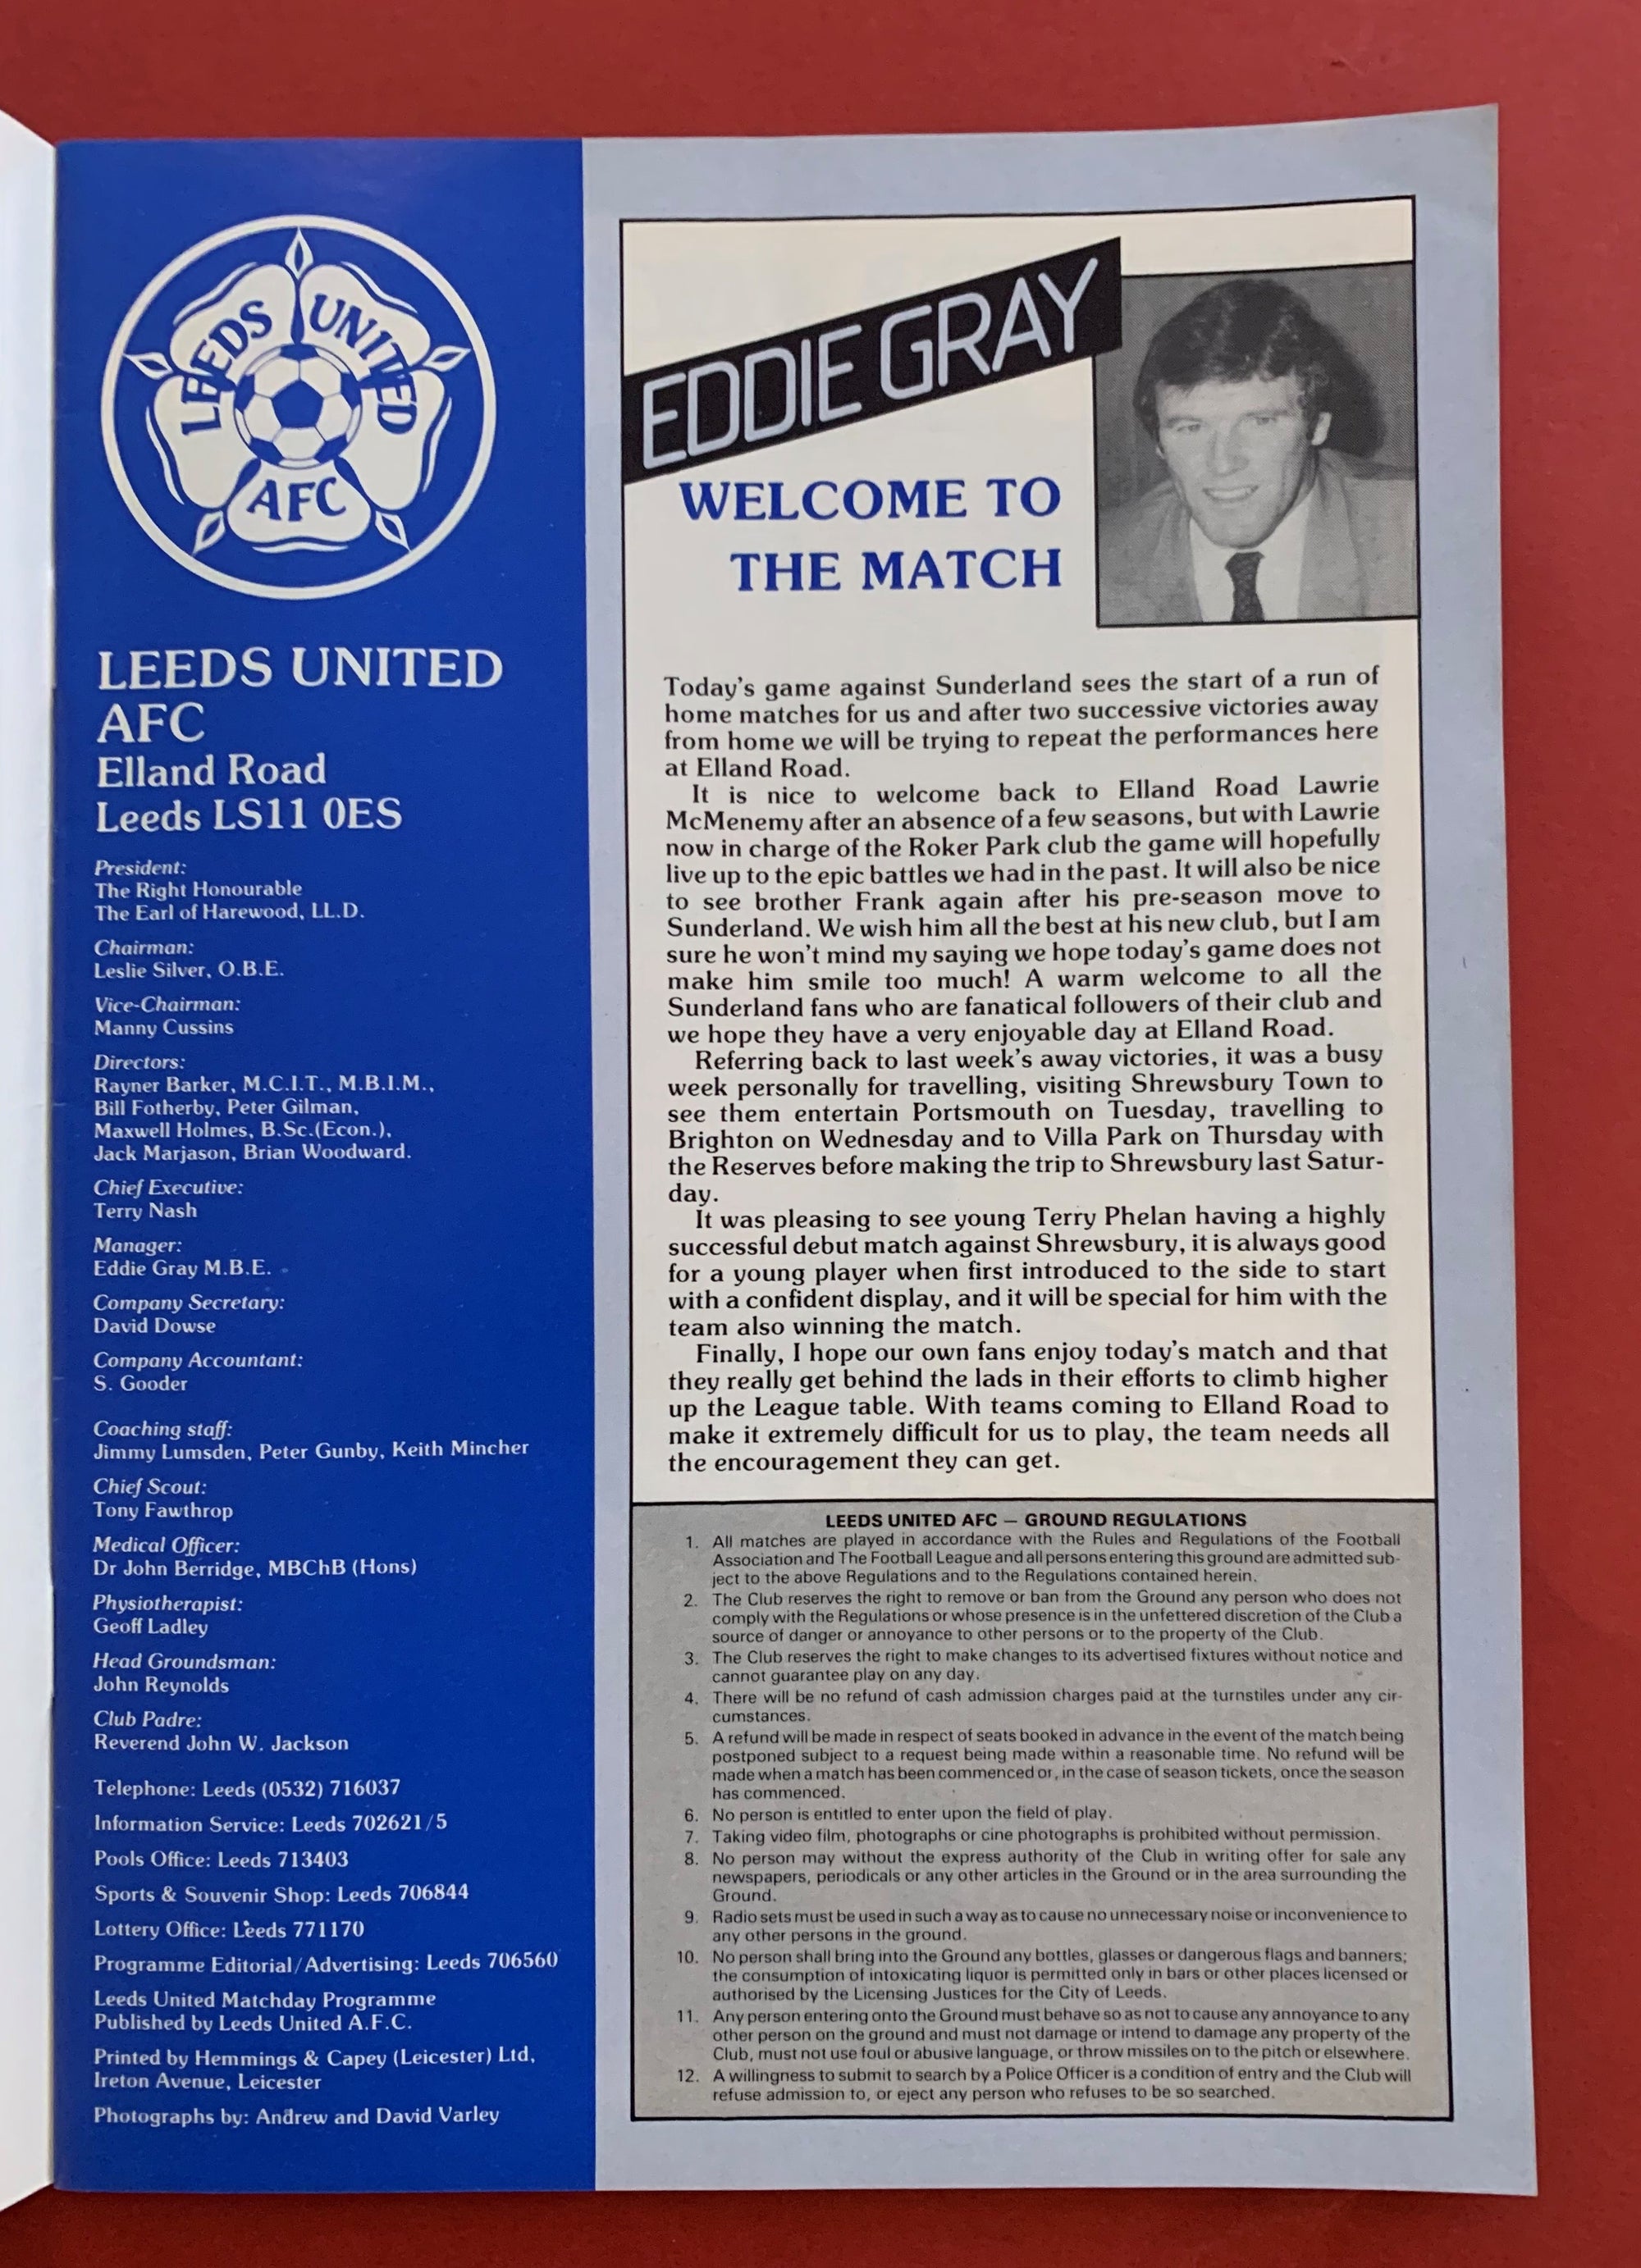 LEEDS UNITED
AFC
LEEDS UNITED
AFC
Elland Road
Leeds LS11 0ES
President:
The Right Honourable
The Earl of Harewood, LL.D.
Chairman:
Leslie Silver, O.B.E.
Vice-Chairman:
Manny Cussins
Directors:
Rayner Barker, M.C.I.T., M.B.I.M.,
Bill Fotherby, Peter Gilman,
Maxwell Holmes, B.Sc.(Econ.),
Jack Marjason, Brian Woodward.
Chief Executive:
Terry Nash
Manager:
Eddie Gray M.B.E.
Company Secretary:
David Dowse
Company Accountant:
S. Gooder
Coaching staff:
Jimmy Lumsden, Peter Gunby, Keith Mincher
Chief Scout:
Tony Fawthrop
Medical Officer:
Dr John Berridge, MBChB (Hons)
Physiotherapist:
Geoff Ladley
Head Groundsman:
John Reynolds
Club Padre:
Reverend John W. Jackson
Telephone: Leeds (0532) 716037
Information Service: Leeds 702621/5
Pools Office: Leeds 713403
Sports & Souvenir Shop: Leeds 706844
Lottery Office: Leeds 771170
Programme Editorial/Advertising: Leeds 706560
Leeds United Matchday Programme
Published by Leeds United A.F.C.
Printed by Hemmings & Capey (Leicester) Ltd,
Ireton Avenue, Leicester
Photographs by: Andrew and David Varley
EDDIE GRAY
WELCOME TO
THE MATCH
Today's game against Sunderland sees the start of a run of
home matches for us and after two successive victories away
from home we will be trying to repeat the performances here
at Elland Road.
It is nice to welcome back to Elland Road Lawrie
McMenemy after an absence of a few seasons, but with Lawrie
now in charge of the Roker Park club the game will hopefully
live up to the epic battles we had in the past. It will also be nice
to see brother Frank again after his pre-season move to
Sunderland. We wish him all the best at his new club, but I am
sure he won't mind my saying we hope today's game does not
make him smile too much! A warm welcome to all the
Sunderland fans who are fanatical followers of their club and
we hope they have a very enjoyable day at Elland Road.
Referring back to last week's away victories, it was a busy
week personally for travelling, visiting Shrewsbury Town to
see them entertain Portsmouth on Tuesday, travelling to
Brighton on Wednesday and to Villa Park on Thursday with
the Reserves before making the trip to Shrewsbury last Satur-
day.
It was pleasing to see young Terry Phelan having a highly
successful debut match against Shrewsbury, it is always good
for a young player when first introduced to the side to start
with a confident display, and it will be special for him with the
team also winning the match.
Finally, I hope our own fans enjoy today's match and that
they really get behind the lads in their efforts to climb higher
up the League table. With teams coming to Elland Road to
make it extremely difficult for us to play, the team needs all
the encouragement they can get.
LEEDS UNITED AFC — GROUND REGULATIONS
1. All matches are played in accordance with the Rules and Regulations of the Football
Association and The Football League and all persons entering this ground are admitted sub-
ject to the above Regulations and to the Regulations contained herein.
2. The Club reserves the right to remove or ban from the Ground any person who does not
comply with the Regulations or whose presence is in the unfettered discretion of the Club a
source of danger or annoyance to other persons or to the property of the Club.
3. The Club reserves the right to make changes to its advertised fixtures without notice and
cannot guarantee play on any day.
4. There will be no refund of cash admission charges paid at the turnstiles under any cir-
cumstances.
5. A refund will be made in respect of seats booked in advance in the event of the match being
postponed subject to a request being made within a reasonable time. No refund will be
made when a match has been commenced or, in the case of season tickets, once the season
has commenced.
6. No person is entitled to enter upon the field of play.
7. Taking video film, photographs or cine photographs is prohibited without permission.
8. No person may without the express authority of the Club in writing offer for sale any
newspapers, periodicals or any other articles in the Ground or in the area surrounding the
Ground.
9. Radio sets must be used in such a way as to cause no unnecessary noise or inconvenience to
any other persons in the ground.
10. No person shall bring into the Ground any bottles, glasses or dangerous flags and banners;
the consumption of intoxicating liquor is permitted only in bars or other places licensed or
authorised by the Licensing Justices for the City of Leeds.
11. Any person entering onto the Ground must behave so as not to cause any annoyance to any
other person on the ground and must not damage or intend to damage any property of the
Club, must not use foul or abusive language, or throw missiles on to the pitch or elsewhere.
12. A willingness to submit to search by a Police Officer is a condition of entry and the Club will
refuse admission to, or eject any person who refuses to be so searched.